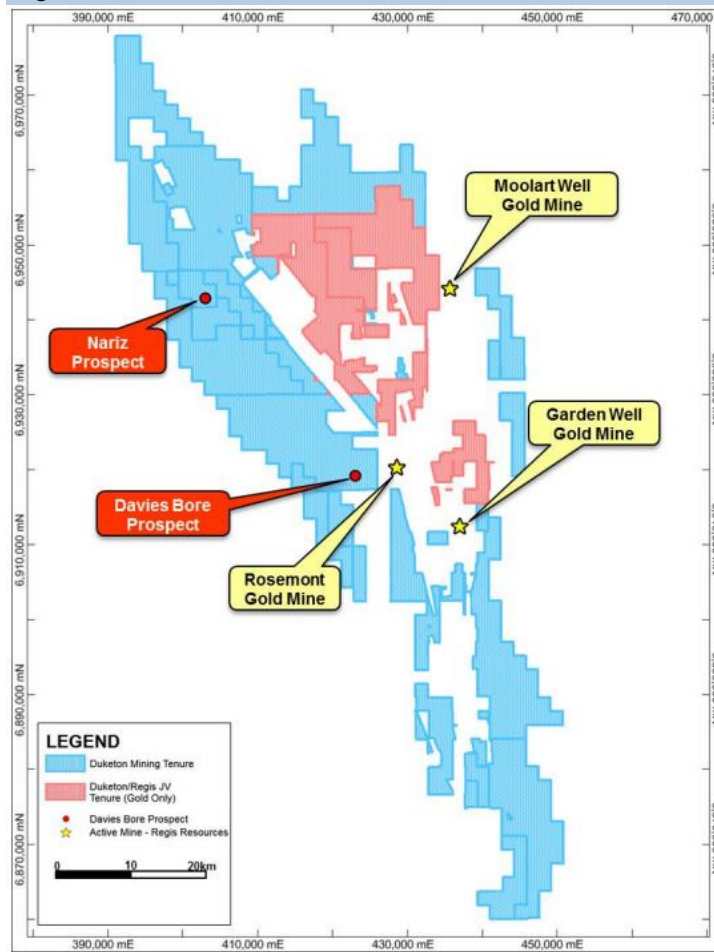 390,000 mE
410,000 mE
430,000 mE
450,000 mE
470,000
6,970,000 mN
Moolart Well
Gold Mine
6,950,000 mN
Nariz
Prospect
6,930,000 mN
Garden Well
Gold Mine
Davies Bore
Prospect
6,910,000 mN
Rosemont
Gold Mine
6,890,000 mN
LEGEND
Duketon Mining Tenure
Duketon/Regis JV
Tenure (Gold Only)
Davies Bore Prospect
Active Mine - Regis Resources
0
10
20km
6,870,000 mN
390,000 mE
410,000 mE
430,000 mE
450,000 mE
470,000